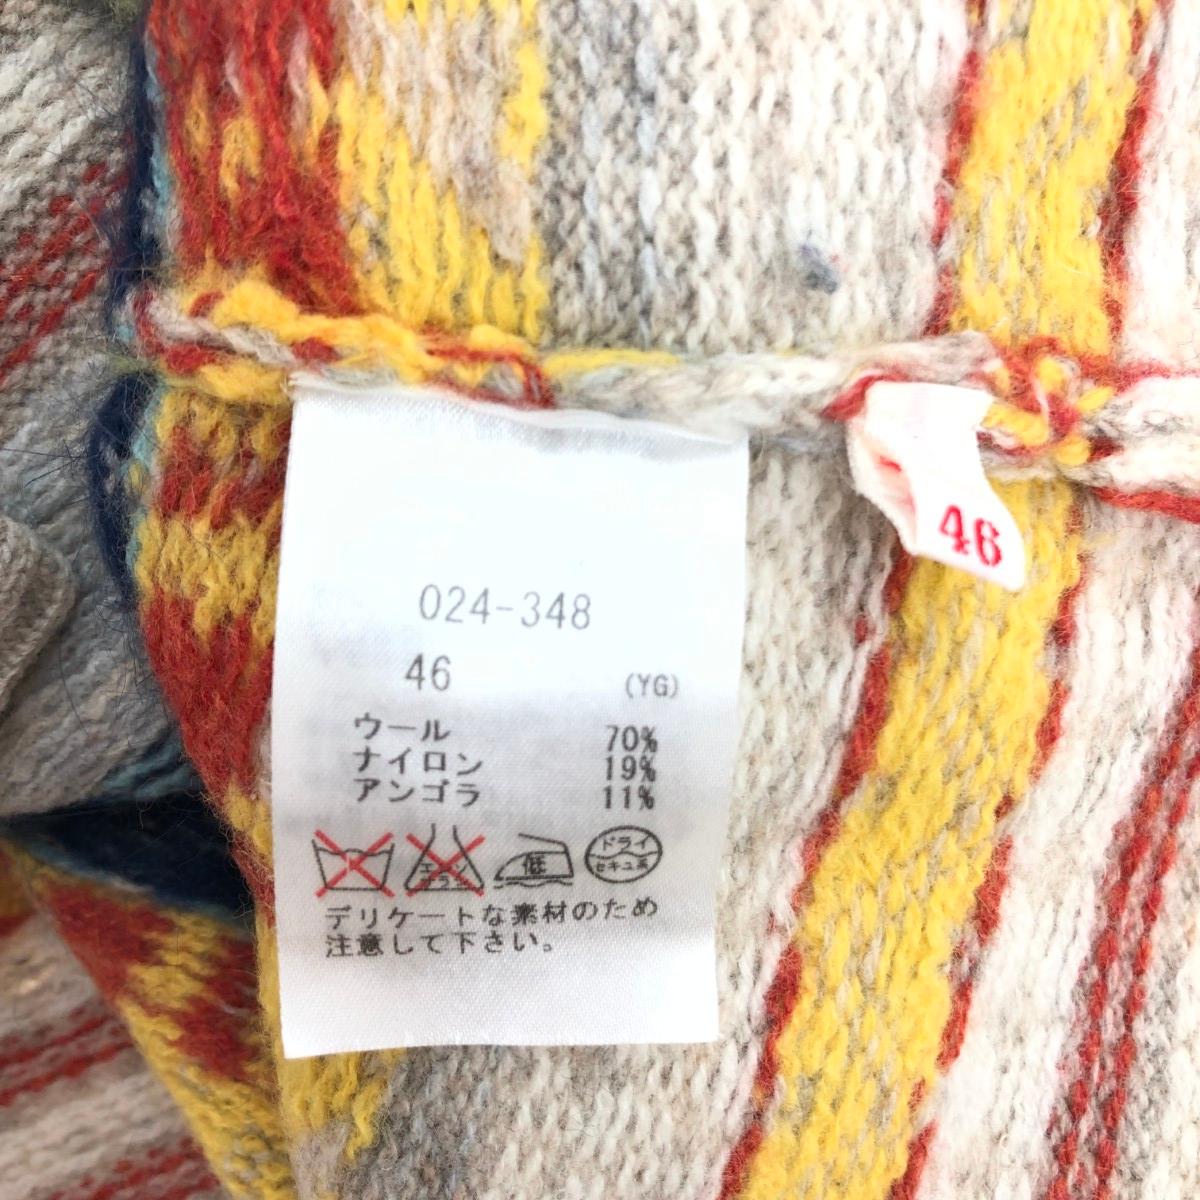 024-348
46
(YG)
ウール 70%
ナイロン 19%
アンゴラ 11%
低
ドライ
セキユ系
デリケートな素材のため
注意して下さい。
46